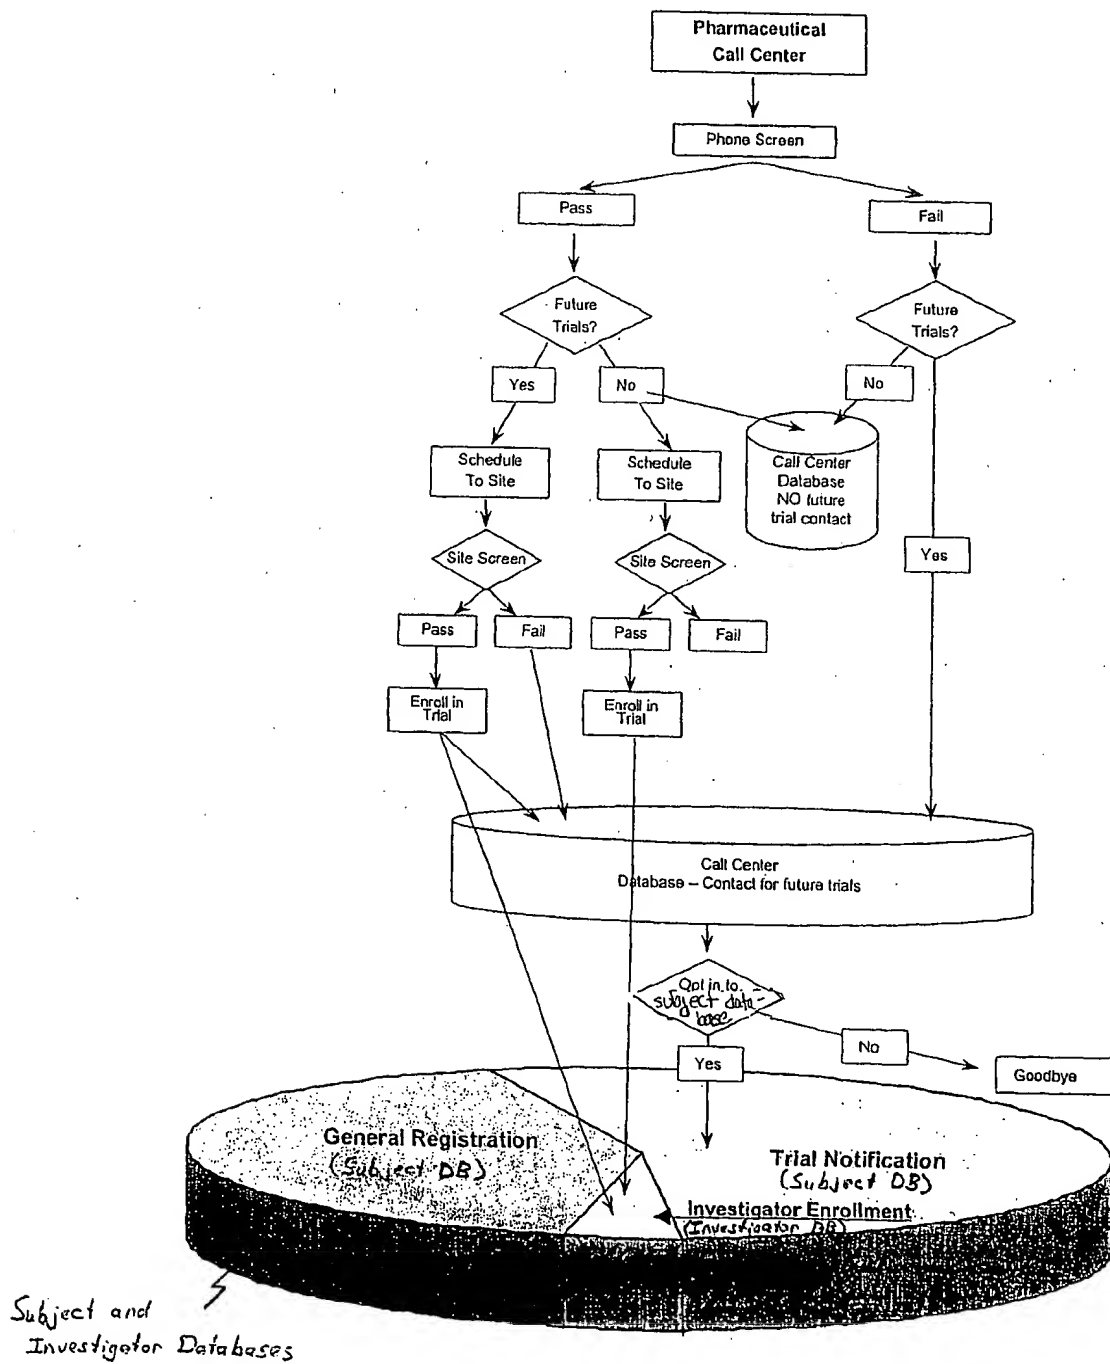 Pharmaceutical
Call Center
Phone Screen
Pass
Fail
Future
Trials?
Future
Trials?
Yes
No
No
Schedule
To Site
Schedule
To Site
Call Center
Database
NO future
trial contact
Site Screen
Site Screen
Yes
Pass
Fail
Pass
Fail
Enroll in
Trial
Enroll in
Trial
Call Center
Database – Contact for future trials
Opt in to
subject data-
base
Yes
No
Goodbye
General Registration
(Subject DB)
Trial Notification
(Subject DB)
Investigator Enrollment
(Investigator DB)
Subject and
Investigator Databases